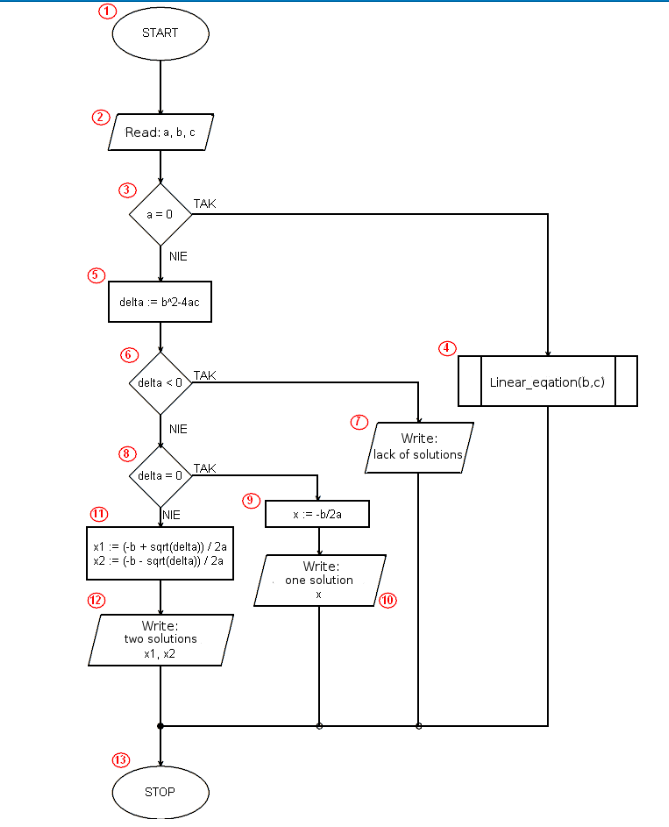 1
START
2
Read: a, b, c
3
a = 0
TAK
NIE
5
delta := b^2-4ac
4
Linear_eqation(b,c)
6
delta < 0
TAK
NIE
7
Write:
lack of solutions
8
delta = 0
TAK
NIE
9
x := -b/2a
11
x1 := (-b + sqrt(delta)) / 2a
x2 := (-b - sqrt(delta)) / 2a
Write:
one solution
x
10
12
Write:
two solutions
x1, x2
13
STOP